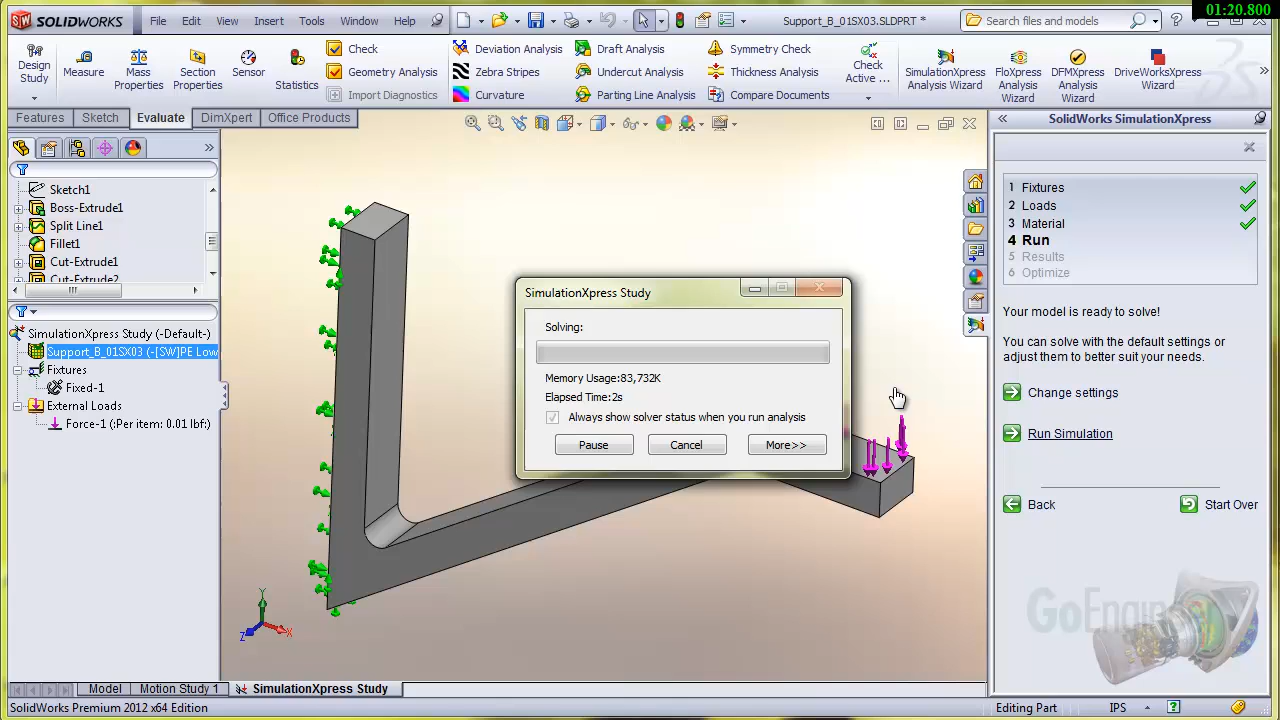 01:20.800
SOLIDWORKS File Edit View Insert Tools Window Help Support_B_01SX03.SLDPRT * Search files and models
Design Study
Measure
Mass Properties
Section Properties
Sensor
Statistics
Check
Geometry Analysis
Import Diagnostics
Deviation Analysis
Zebra Stripes
Curvature
Draft Analysis
Undercut Analysis
Parting Line Analysis
Symmetry Check
Thickness Analysis
Compare Documents
Check Active ...
SimulationXpress Analysis Wizard
FloXpress Analysis Wizard
DFMXpress Analysis Wizard
DriveWorksXpress Wizard
Features Sketch Evaluate DimXpert Office Products
Sketch1
Boss-Extrude1
Split Line1
Fillet1
Cut-Extrude1
Cut-Extrude2
SimulationXpress Study (-Default-)
Support_B_01SX03 (-[SW]PE Low
Fixtures
Fixed-1
External Loads
Force-1 (:Per item: 0.01 lbf:)
SimulationXpress Study
Solving:
Memory Usage:83,732K
Elapsed Time:2s
Always show solver status when you run analysis
Pause Cancel More>>
Y
Z X
SolidWorks SimulationXpress
1 Fixtures
2 Loads
3 Material
4 Run
5 Results
6 Optimize
Your model is ready to solve!
You can solve with the default settings or
adjust them to better suit your needs.
Change settings
Run Simulation
Back Start Over
GoEngineer
Model Motion Study 1 SimulationXpress Study
SolidWorks Premium 2012 x64 Edition Editing Part IPS